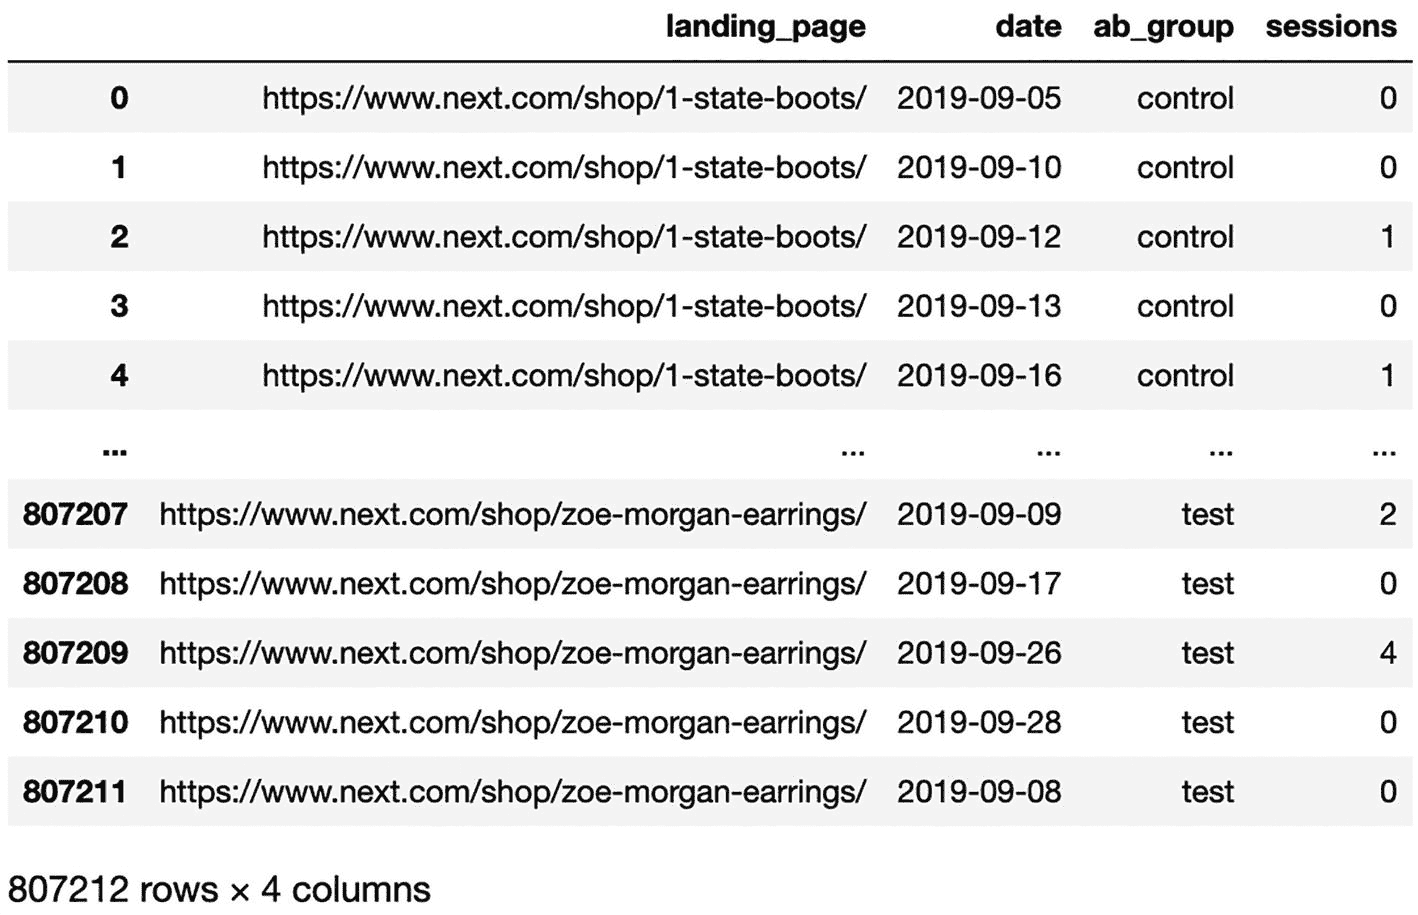 landing_page date ab_group sessions
0 https://www.next.com/shop/1-state-boots/ 2019-09-05 control 0
1 https://www.next.com/shop/1-state-boots/ 2019-09-10 control 0
2 https://www.next.com/shop/1-state-boots/ 2019-09-12 control 1
3 https://www.next.com/shop/1-state-boots/ 2019-09-13 control 0
4 https://www.next.com/shop/1-state-boots/ 2019-09-16 control 1
... ... ... ... ...
807207 https://www.next.com/shop/zoe-morgan-earrings/ 2019-09-09 test 2
807208 https://www.next.com/shop/zoe-morgan-earrings/ 2019-09-17 test 0
807209 https://www.next.com/shop/zoe-morgan-earrings/ 2019-09-26 test 4
807210 https://www.next.com/shop/zoe-morgan-earrings/ 2019-09-28 test 0
807211 https://www.next.com/shop/zoe-morgan-earrings/ 2019-09-08 test 0
807212 rows × 4 columns